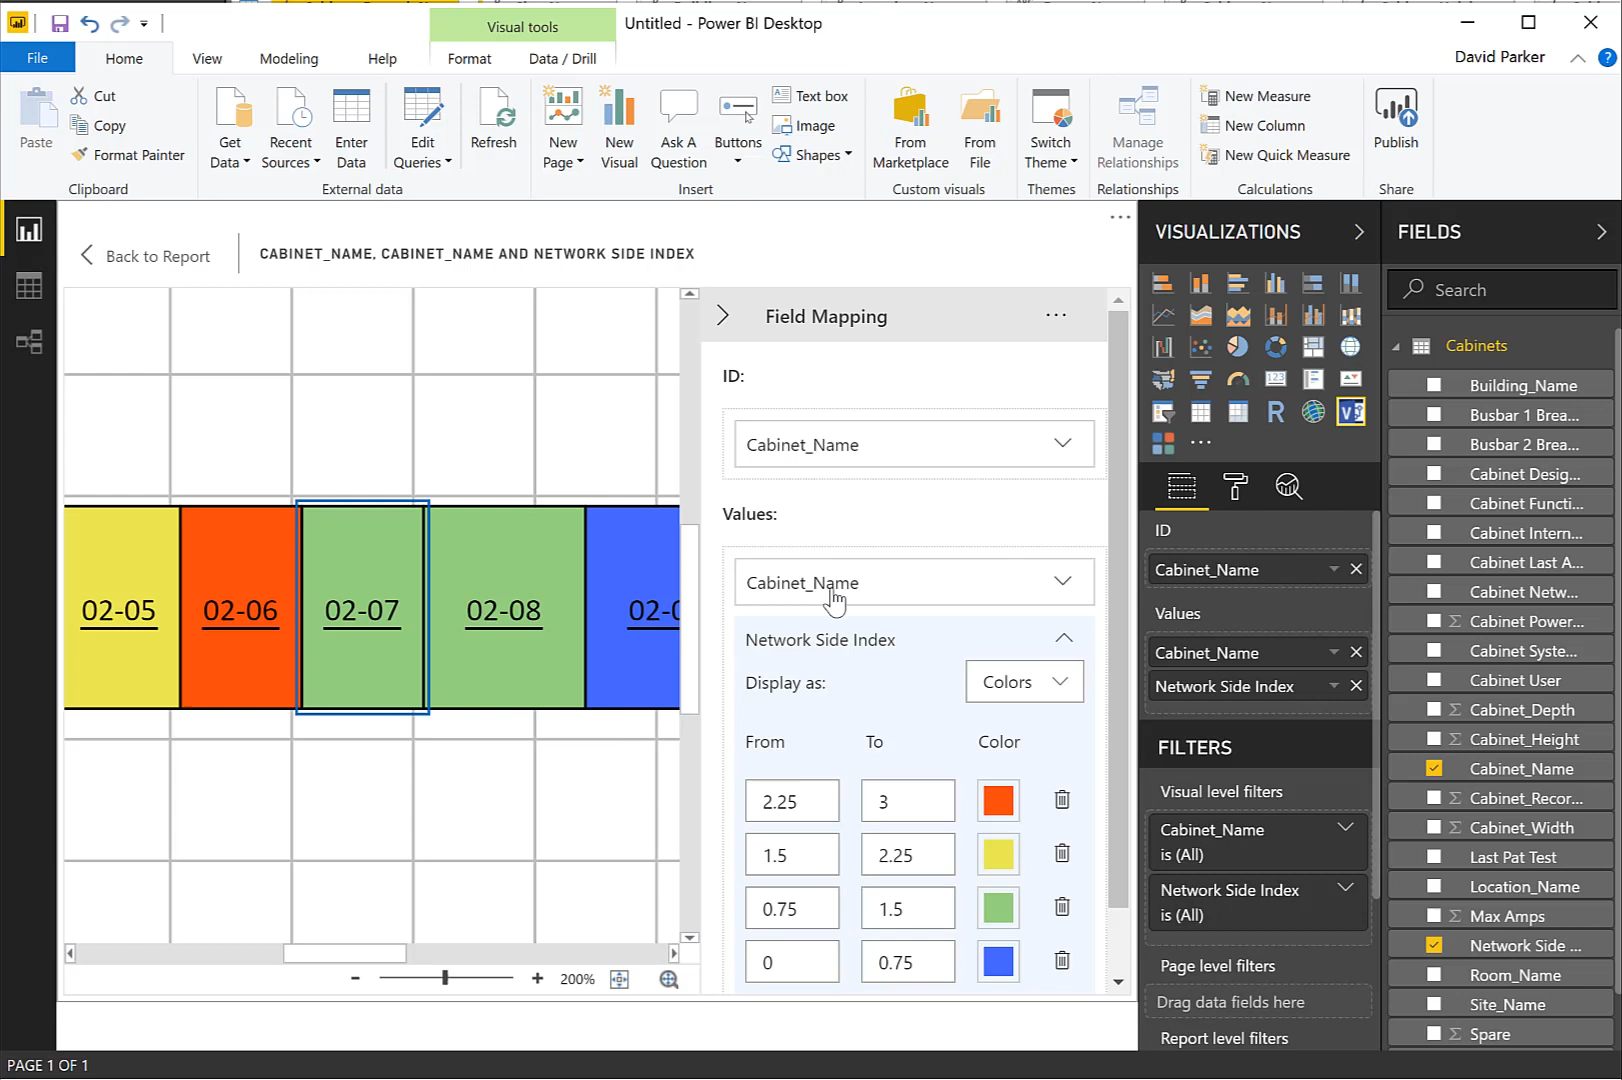 Visual tools
Untitled - Power BI Desktop
File
Home
View
Modeling
Help
Format
Data / Drill
David Parker
?
Paste
Cut
Copy
Format Painter
Clipboard
Get Data
Recent Sources
Enter Data
Edit Queries
Refresh
External data
New Page
New Visual
Ask A Question
Buttons
Text box
Image
Shapes
Insert
From Marketplace
From File
Custom visuals
Switch Theme
Themes
Manage Relationships
Relationships
New Measure
New Column
New Quick Measure
Calculations
Publish
Share
Back to Report
CABINET_NAME, CABINET_NAME AND NETWORK SIDE INDEX
02-05
02-06
02-07
02-08
200%
Field Mapping
ID:
Cabinet_Name
Values:
Cabinet_Name
Network Side Index
Display as:
Colors
From To Color
2.25 3
1.5 2.25
0.75 1.5
0 0.75
VISUALIZATIONS
123
R
V
ID
Cabinet_Name
Values
Cabinet_Name
Network Side Index
FILTERS
Visual level filters
Cabinet_Name
is (All)
Network Side Index
is (All)
Page level filters
Drag data fields here
Report level filters
FIELDS
Search
Cabinets
Building_Name
Busbar 1 Brea...
Busbar 2 Brea...
Cabinet Desig...
Cabinet Functi...
Cabinet Intern...
Cabinet Last A...
Cabinet Netw...
Σ Cabinet Power...
Cabinet Syste...
Cabinet User
Σ Cabinet_Depth
Σ Cabinet_Height
Cabinet_Name
Σ Cabinet_Recor...
Σ Cabinet_Width
Last Pat Test
Location_Name
Σ Max Amps
Network Side ...
Room_Name
Site_Name
Σ Spare
PAGE 1 OF 1